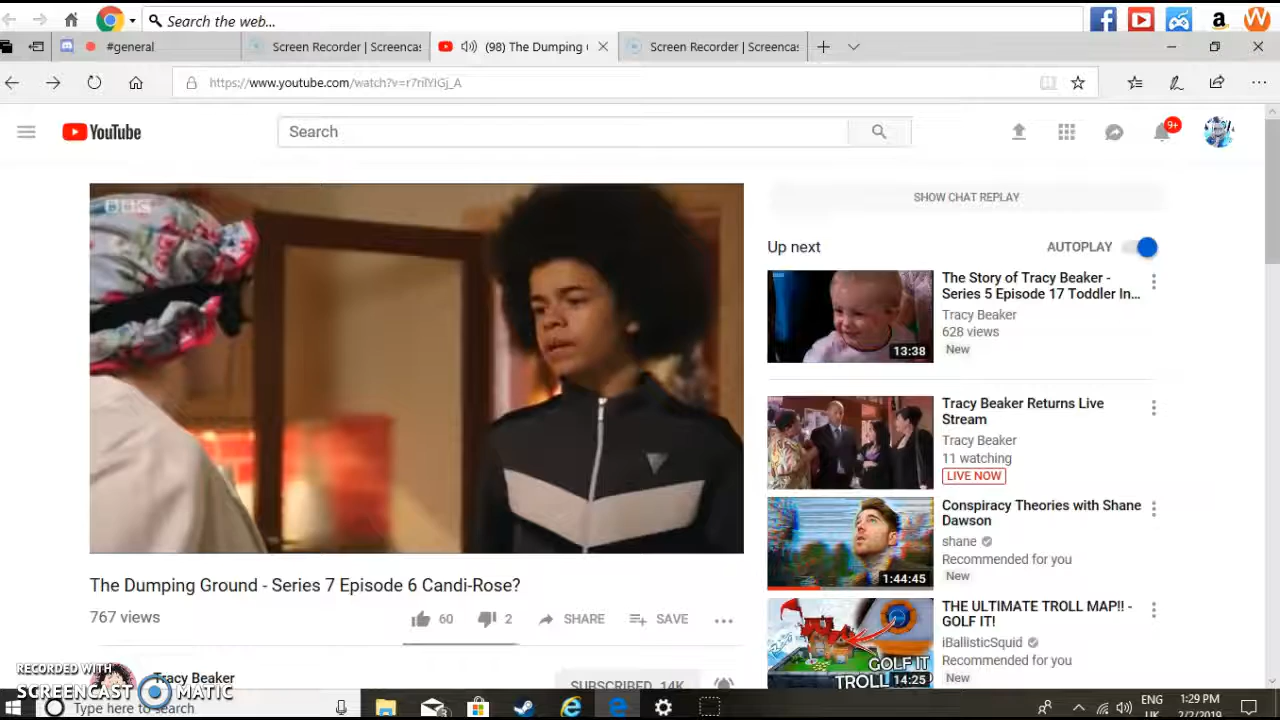 Search the web...
#general
Screen Recorder | Screencas
(98) The Dumping
Screen Recorder | Screencas
https://www.youtube.com/watch?v=r7rilYIGj_A
YouTube
Search
9+
BBC
SHOW CHAT REPLAY
Up next
AUTOPLAY
The Story of Tracy Beaker -
Series 5 Episode 17 Toddler In...
Tracy Beaker
628 views
New
13:38
Tracy Beaker Returns Live
Stream
Tracy Beaker
11 watching
LIVE NOW
Conspiracy Theories with Shane
Dawson
shane
Recommended for you
New
1:44:45
THE ULTIMATE TROLL MAP!! -
GOLF IT!
iBallisticSquid
Recommended for you
New
GOLF IT
TROLL
14:25
The Dumping Ground - Series 7 Episode 6 Candi-Rose?
767 views
60
2
SHARE
SAVE
Tracy Beaker
SUBSCRIBED 14K
RECORDED WITH
SCREENCAST MATIC
Type here to search
ENG
UK
1:29 PM
2/2/2019